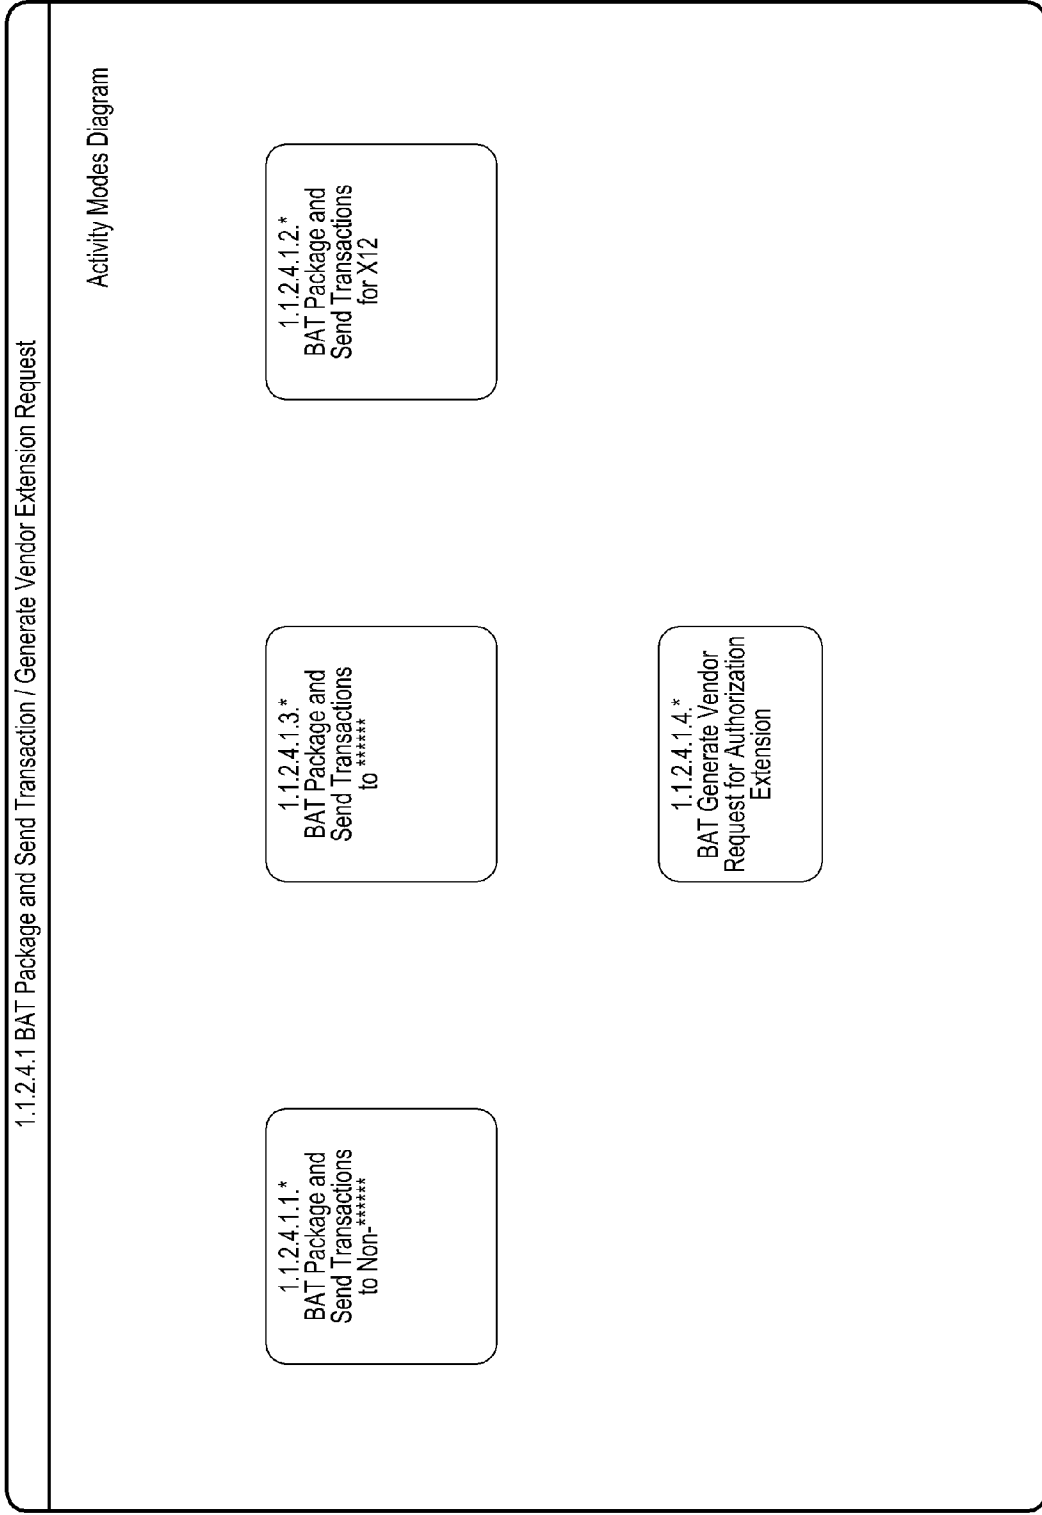 1.1.2.4.1 BAT Package and Send Transaction / Generate Vendor Extension Request
Activity Modes Diagram
1.1.2.4.1.1.*
BAT Package and
Send Transactions
to Non-******
1.1.2.4.1.3.*
BAT Package and
Send Transactions
to ******
1.1.2.4.1.2.*
BAT Package and
Send Transactions
for X12
1.1.2.4.1.4.*
BAT Generate Vendor
Request for Authorization
Extension